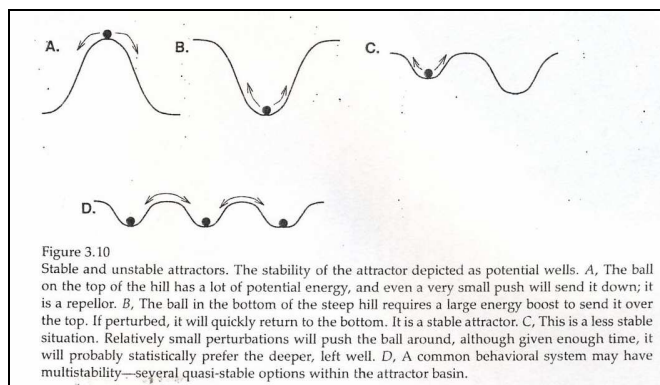 A.
B.
C.
D.
Figure 3.10
Stable and unstable attractors. The stability of the attractor depicted as potential wells. A, The ball
on the top of the hill has a lot of potential energy, and even a very small push will send it down; it
is a repellor. B, The ball in the bottom of the steep hill requires a large energy boost to send it over
the top. If perturbed, it will quickly return to the bottom. It is a stable attractor. C, This is a less stable
situation. Relatively small perturbations will push the ball around, although given enough time, it
will probably statistically prefer the deeper, left well. D, A common behavioral system may have
multistability—several quasi-stable options within the attractor basin.